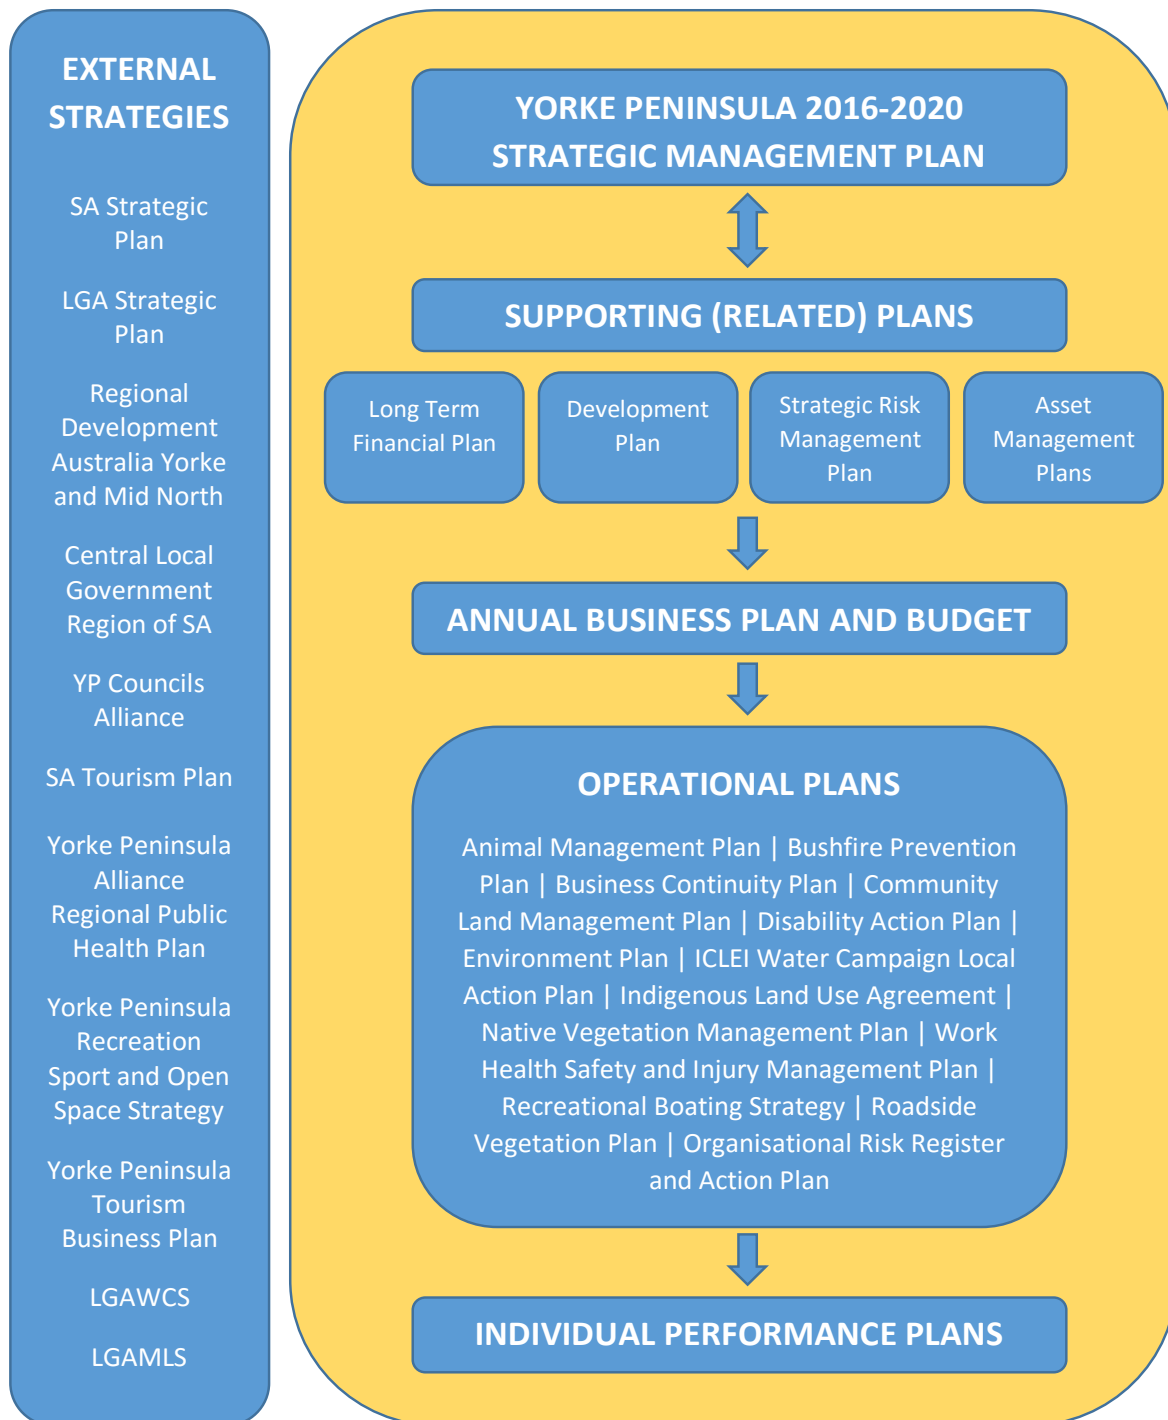 EXTERNAL
STRATEGIES
SA Strategic
Plan
LGA Strategic
Plan
Regional
Development
Australia Yorke
and Mid North
Central Local
Government
Region of SA
YP Councils
Alliance
SA Tourism Plan
Yorke Peninsula
Alliance
Regional Public
Health Plan
Yorke Peninsula
Recreation
Sport and Open
Space Strategy
Yorke Peninsula
Tourism
Business Plan
LGAWCS
LGAMLS
YORKE PENINSULA 2016-2020
STRATEGIC MANAGEMENT PLAN
SUPPORTING (RELATED) PLANS
Long Term
Financial Plan
Development
Plan
Strategic Risk
Management
Plan
Asset
Management
Plans
ANNUAL BUSINESS PLAN AND BUDGET
OPERATIONAL PLANS
Animal Management Plan | Bushfire Prevention
Plan | Business Continuity Plan | Community
Land Management Plan | Disability Action Plan |
Environment Plan | ICLEI Water Campaign Local
Action Plan | Indigenous Land Use Agreement |
Native Vegetation Management Plan | Work
Health Safety and Injury Management Plan |
Recreational Boating Strategy | Roadside
Vegetation Plan | Organisational Risk Register
and Action Plan
INDIVIDUAL PERFORMANCE PLANS